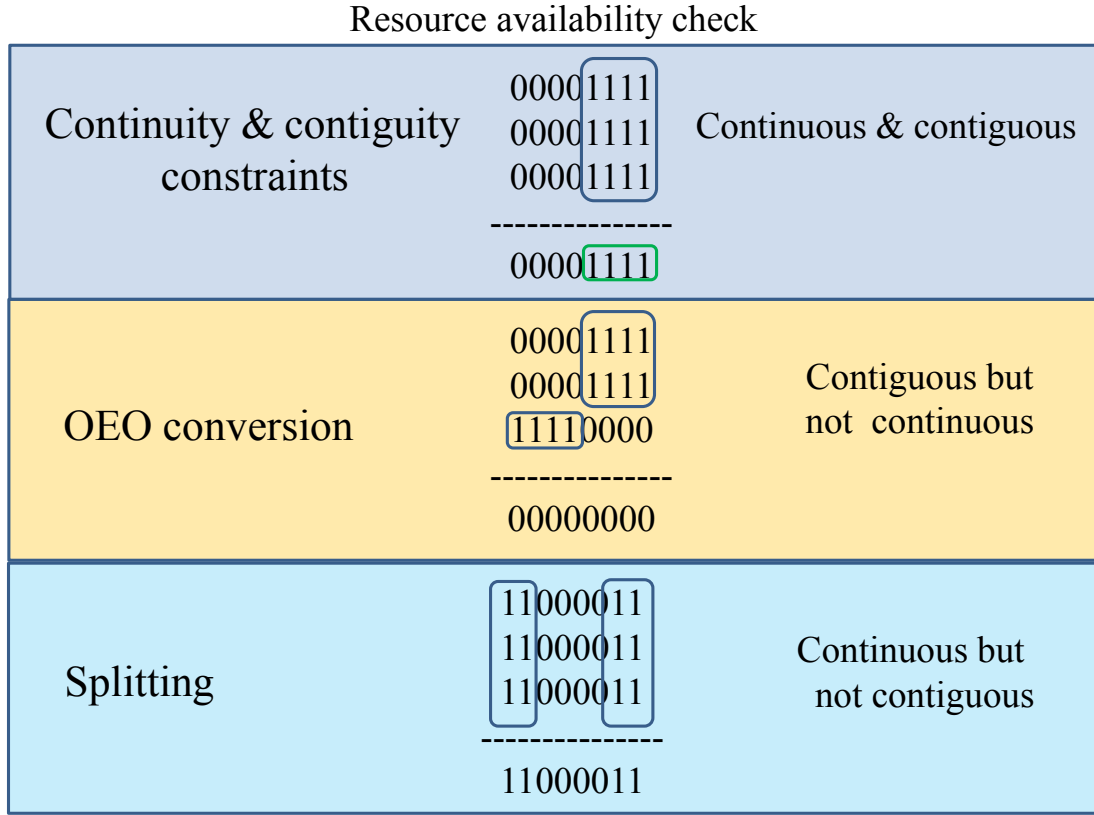 Resource availability check
Continuity & contiguity
constraints
00001111
00001111
00001111
---------------
00001111
Continuous & contiguous
OEO conversion
00001111
00001111
11110000
---------------
00000000
Contiguous but
not continuous
Splitting
11000011
11000011
11000011
---------------
11000011
Continuous but
not contiguous